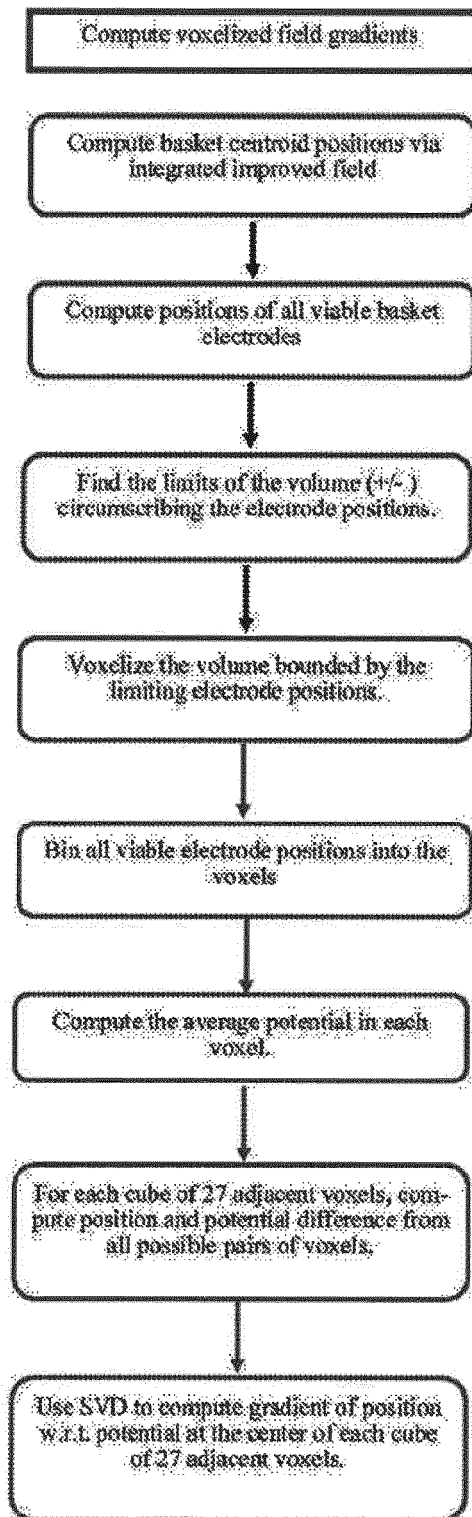 Compute voxelized field gradients
Compute basket centroid positions via
integrated improved field
Compute positions of all viable basket
electrodes
Find the limits of the volume (+/- )
circumscribing the electrode positions.
Voxelize the volume bounded by the
limiting electrode positions.
Bin all viable electrode positions into the
voxels
Compute the average potential in each
voxel.
For each cube of 27 adjacent voxels, com-
pute position and potential difference from
all possible pairs of voxels.
Use SVD to compute gradient of position
w.r.t. potential at the center of each cube
of 27 adjacent voxels.